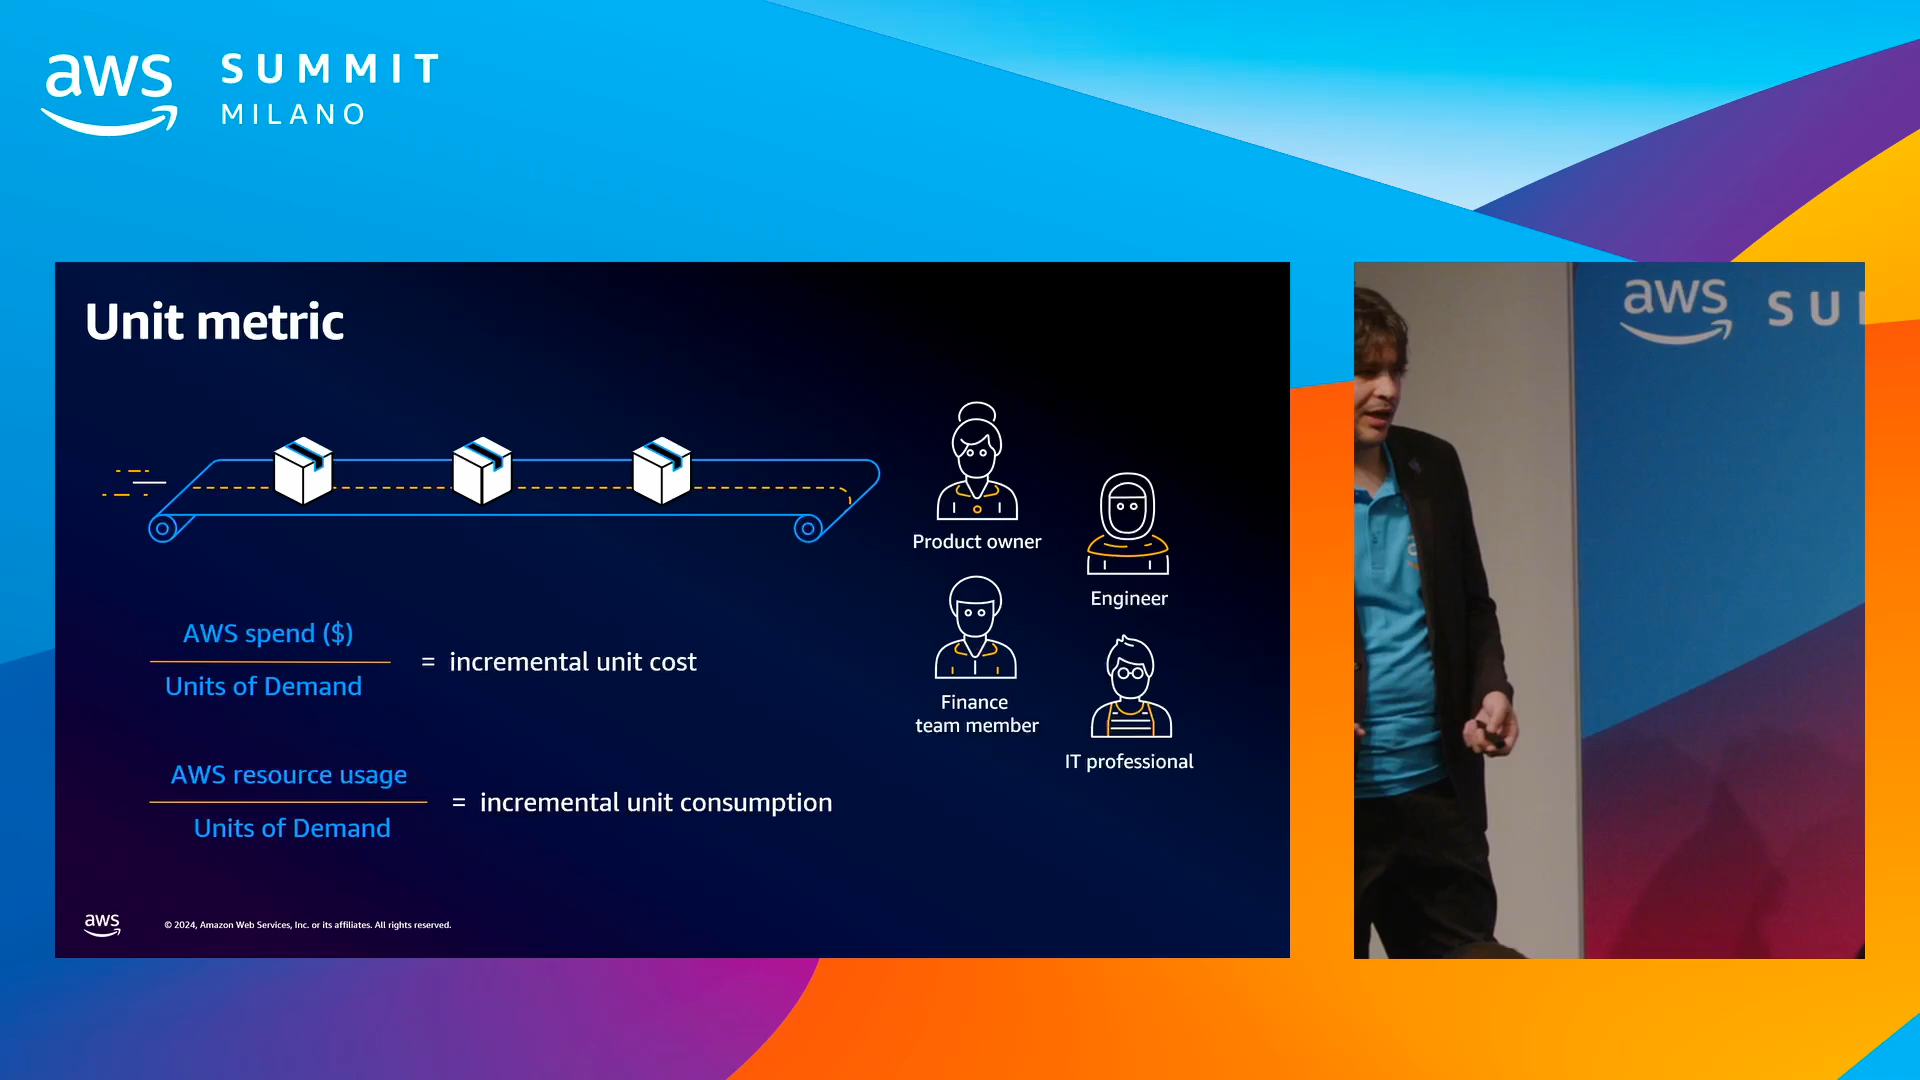 aws
SUMMIT
MILANO
Unit metric
Product owner
Engineer
Finance
team member
IT professional
AWS spend ($)
Units of Demand
= incremental unit cost
AWS resource usage
Units of Demand
= incremental unit consumption
aws
© 2024, Amazon Web Services, Inc. or its affiliates. All rights reserved.
aws
SU